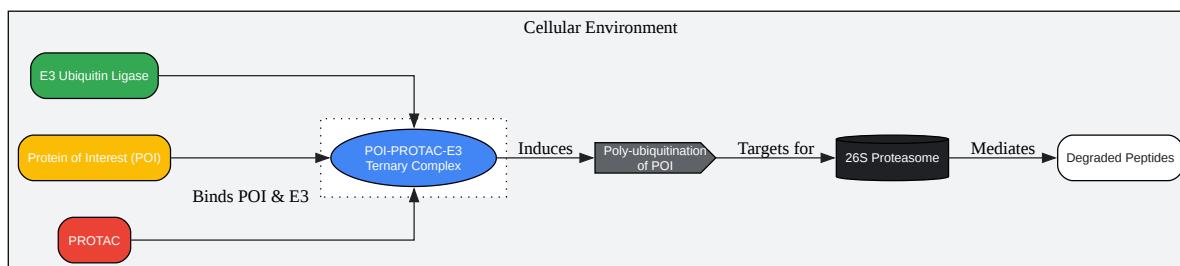 Cellular Environment
E3 Ubiquitin Ligase
Protein of Interest (POI)
Binds POI & E3
PROTAC
POI-PROTAC-E3
Ternary Complex
Induces
Poly-ubiquitination
of POI
Targets for
26S Proteasome
Mediates
Degraded Peptides